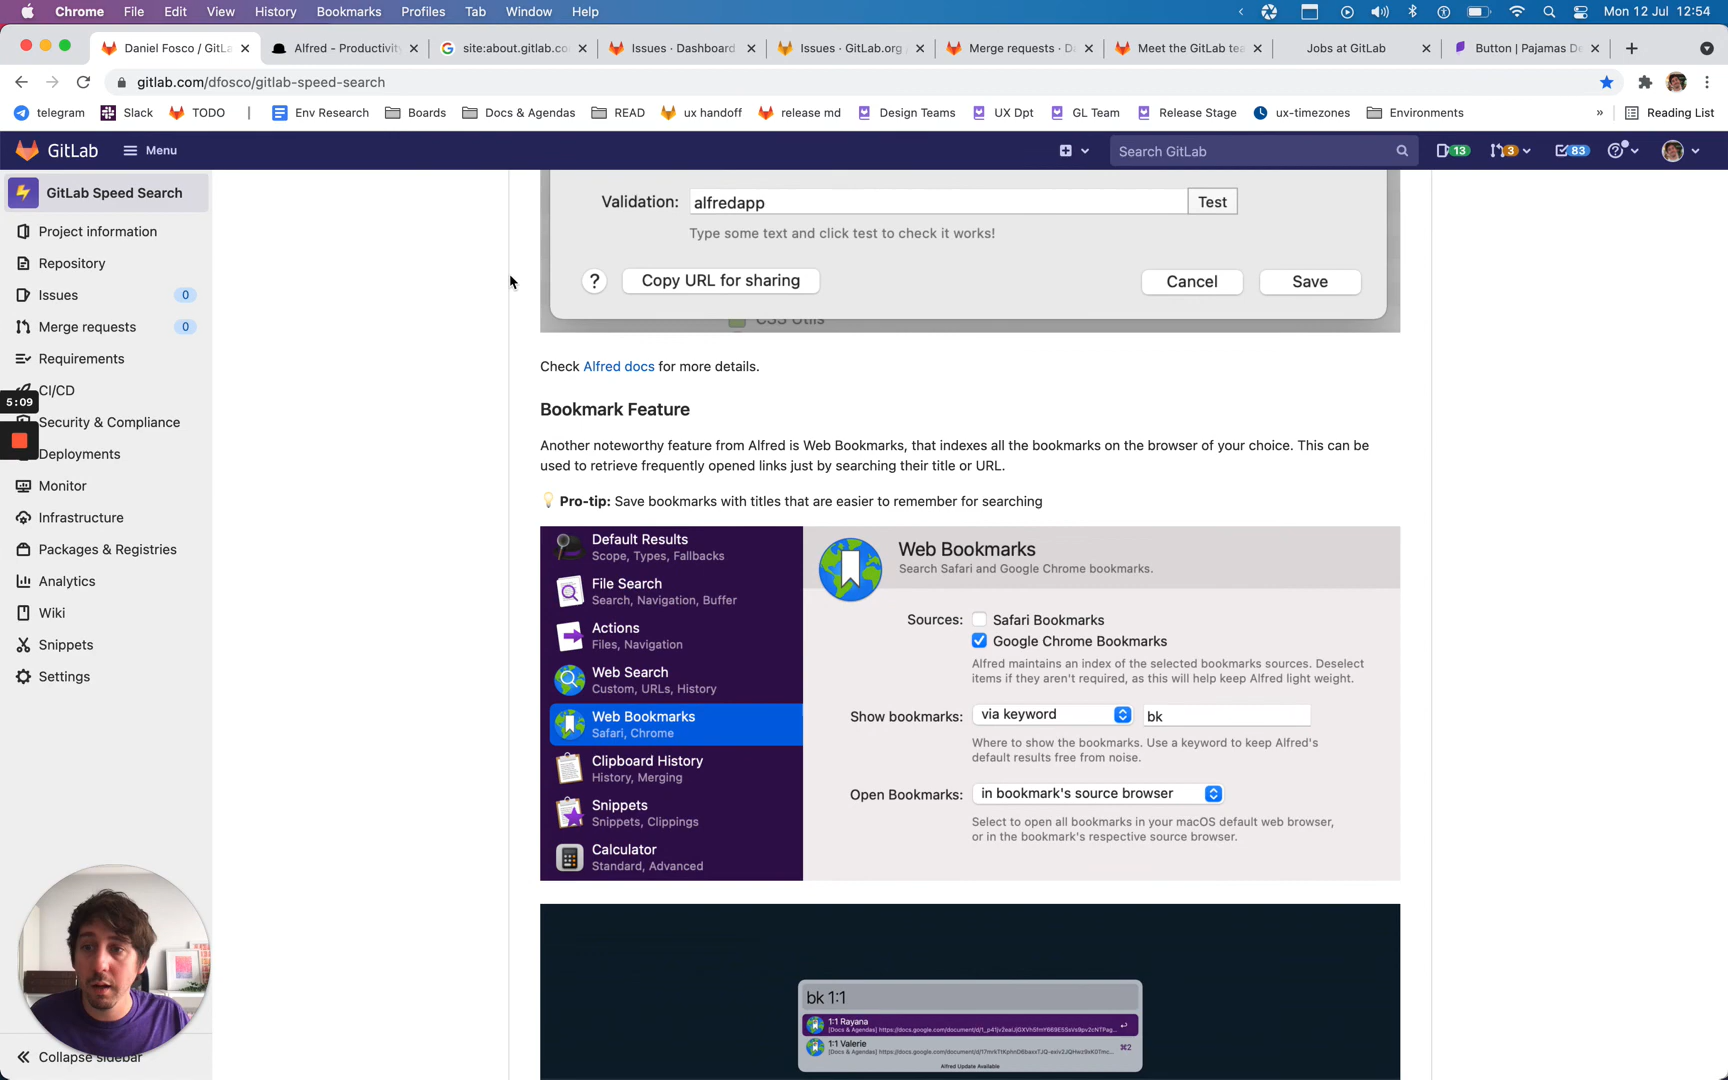 Chrome File Edit View History Bookmarks Profiles Tab Window Help Mon 12 Jul 12:54
Daniel Fosco / GitLa Alfred - Productivity site:about.gitlab.co Issues · Dashboard Issues · GitLab.org Merge requests · D Meet the GitLab te Jobs at GitLab Button | Pajamas De
gitlab.com/dfosco/gitlab-speed-search
telegram Slack TODO | Env Research Boards Docs & Agendas READ ux handoff release md Design Teams UX Dpt GL Team Release Stage ux-timezones Environments » Reading List
GitLab Menu Search GitLab 13 3 83
GitLab Speed Search
Project information
Repository
Issues 0
Merge requests 0
Requirements
CI/CD
5:09
Security & Compliance
Deployments
Monitor
Infrastructure
Packages & Registries
Analytics
Wiki
Snippets
Settings
Collapse sidebar
Validation: alfredapp Test
Type some text and click test to check it works!
? Copy URL for sharing Cancel Save
CSS Utils
Check Alfred docs for more details.
Bookmark Feature
Another noteworthy feature from Alfred is Web Bookmarks, that indexes all the bookmarks on the browser of your choice. This can be
used to retrieve frequently opened links just by searching their title or URL.
Pro-tip: Save bookmarks with titles that are easier to remember for searching
Default Results
Scope, Types, Fallbacks
File Search
Search, Navigation, Buffer
Actions
Files, Navigation
Web Search
Custom, URLs, History
Web Bookmarks
Safari, Chrome
Clipboard History
History, Merging
Snippets
Snippets, Clippings
Calculator
Standard, Advanced
Web Bookmarks
Search Safari and Google Chrome bookmarks.
Sources: Safari Bookmarks
Google Chrome Bookmarks
Alfred maintains an index of the selected bookmarks sources. Deselect
items if they aren't required, as this will help keep Alfred light weight.
Show bookmarks: via keyword bk
Where to show the bookmarks. Use a keyword to keep Alfred's
default results free from noise.
Open Bookmarks: in bookmark's source browser
Select to open all bookmarks in your macOS default web browser,
or in the bookmark's respective source browser.
bk 1:1
1:1 Rayana
[Docs & Agendas]
1:1 Valerie
[Docs & Agendas] ⌘2
Alfred Update Available